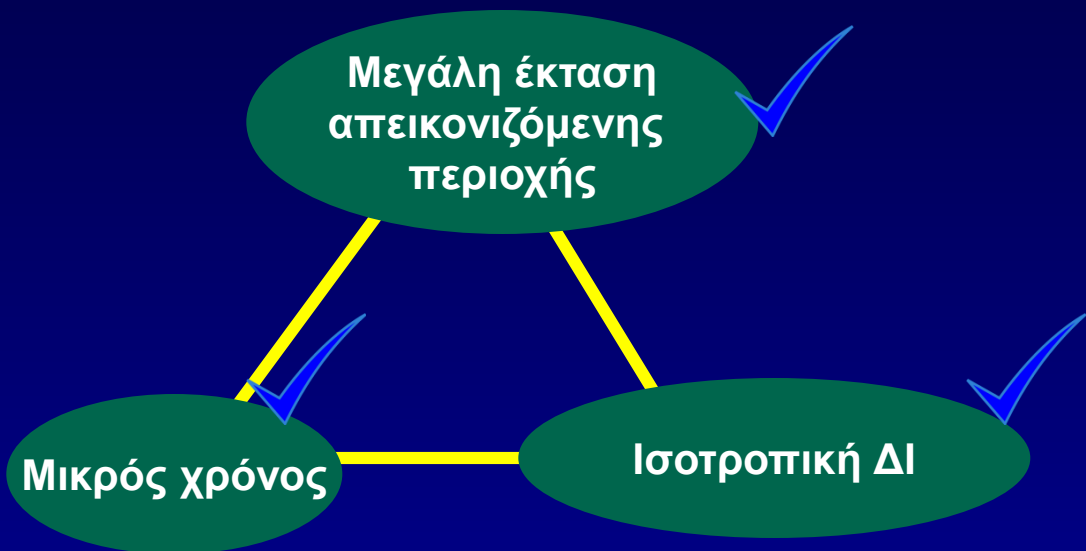 Μεγάλη έκταση
απεικονιζόμενης
περιοχής
Μικρός χρόνος
Ισοτροπική ΔΙ